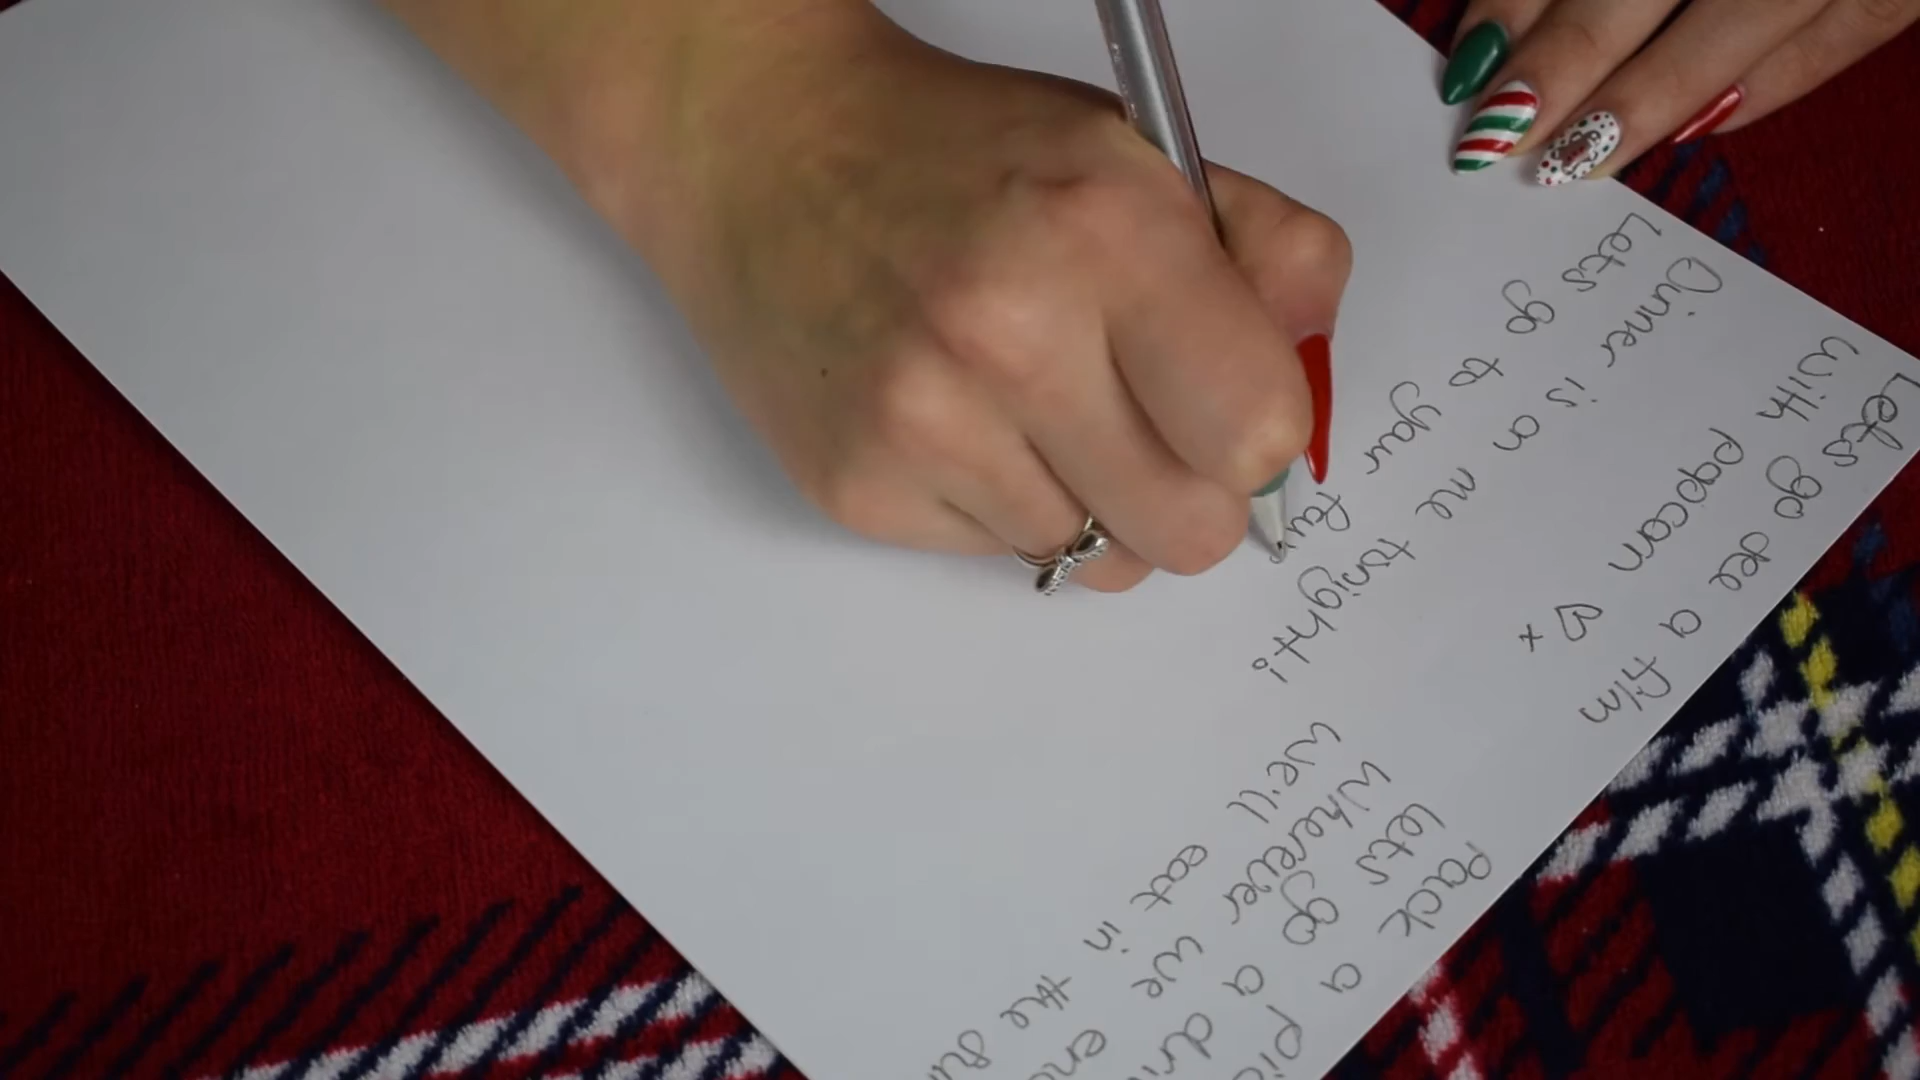 Lets go see a film
with popcorn
Dinner is on me tonight!
Lets go to your
Pack a
Lets go a
Wherever we
we'll eat in the